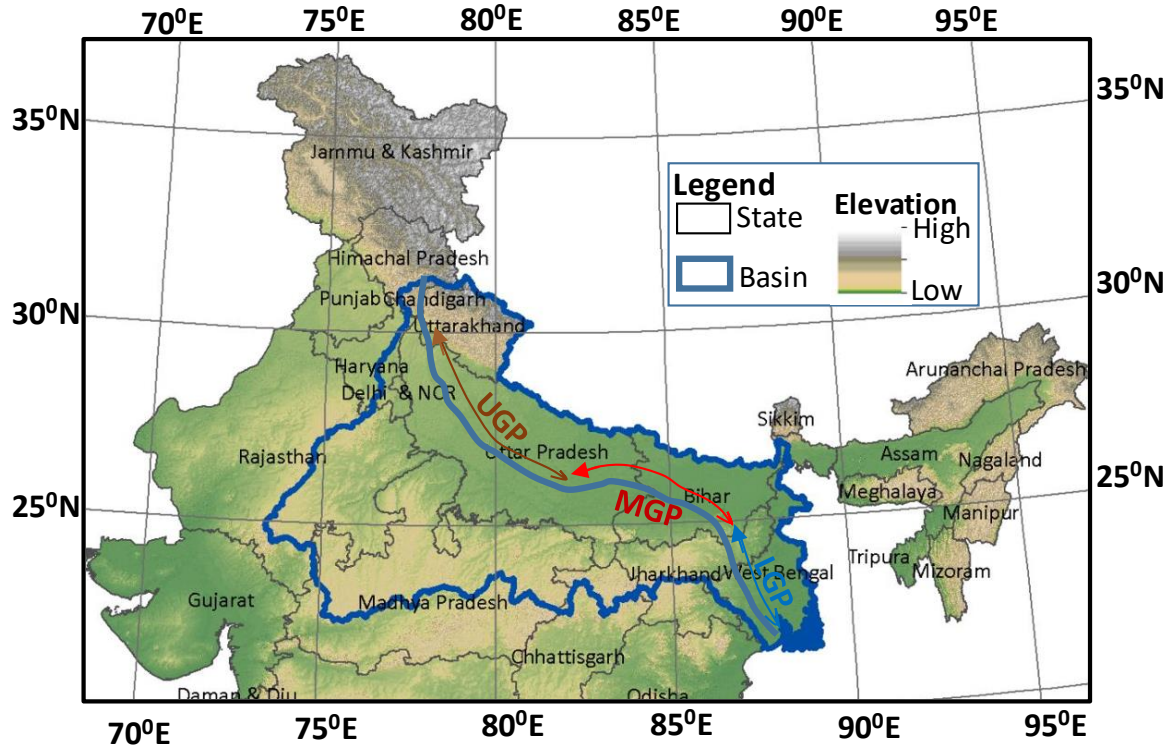 70⁰E 75⁰E 80⁰E 85⁰E 90⁰E 95⁰E
35⁰N
35⁰N
Jammu & Kashmir
Legend
State
Basin
Elevation
High
Low
Himachal Pradesh
Punjab
Chandigarh
30⁰N
30⁰N
Uttarakhand
Haryana
Delhi & NCR
Arunanchal Pradesh
Sikkim
UGP
Uttar Pradesh
Rajasthan
Assam
Nagaland
25⁰N
Meghalaya
Bihar
MGP
25⁰N
Manipur
Tripura
Mizoram
Jharkhand
West Bengal
LGP
Gujarat
Madhya Pradesh
Chhattisgarh
Daman & Diu
Odisha
70⁰E 75⁰E 80⁰E 85⁰E 90⁰E 95⁰E